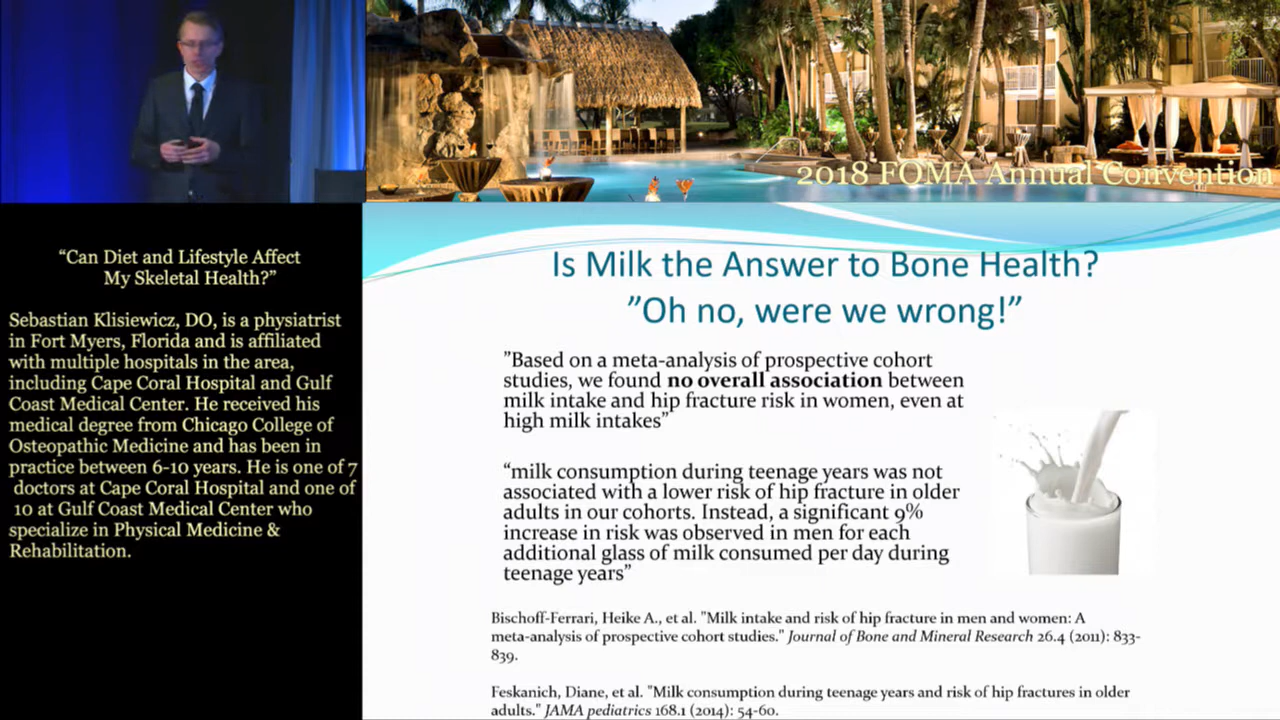 2018 FOMA Annual Convention
“Can Diet and Lifestyle Affect
My Skeletal Health?”
Sebastian Klisiewicz, DO, is a physiatrist
in Fort Myers, Florida and is affiliated
with multiple hospitals in the area,
including Cape Coral Hospital and Gulf
Coast Medical Center. He received his
medical degree from Chicago College of
Osteopathic Medicine and has been in
practice between 6-10 years. He is one of 7
doctors at Cape Coral Hospital and one of
10 at Gulf Coast Medical Center who
specialize in Physical Medicine &
Rehabilitation.
Is Milk the Answer to Bone Health?
”Oh no, were we wrong!”
”Based on a meta-analysis of prospective cohort
studies, we found no overall association between
milk intake and hip fracture risk in women, even at
high milk intakes”
“milk consumption during teenage years was not
associated with a lower risk of hip fracture in older
adults in our cohorts. Instead, a significant 9%
increase in risk was observed in men for each
additional glass of milk consumed per day during
teenage years”
Bischoff-Ferrari, Heike A., et al. "Milk intake and risk of hip fracture in men and women: A
meta-analysis of prospective cohort studies." Journal of Bone and Mineral Research 26.4 (2011): 833-
839.
Feskanich, Diane, et al. "Milk consumption during teenage years and risk of hip fractures in older
adults." JAMA pediatrics 168.1 (2014): 54-60.